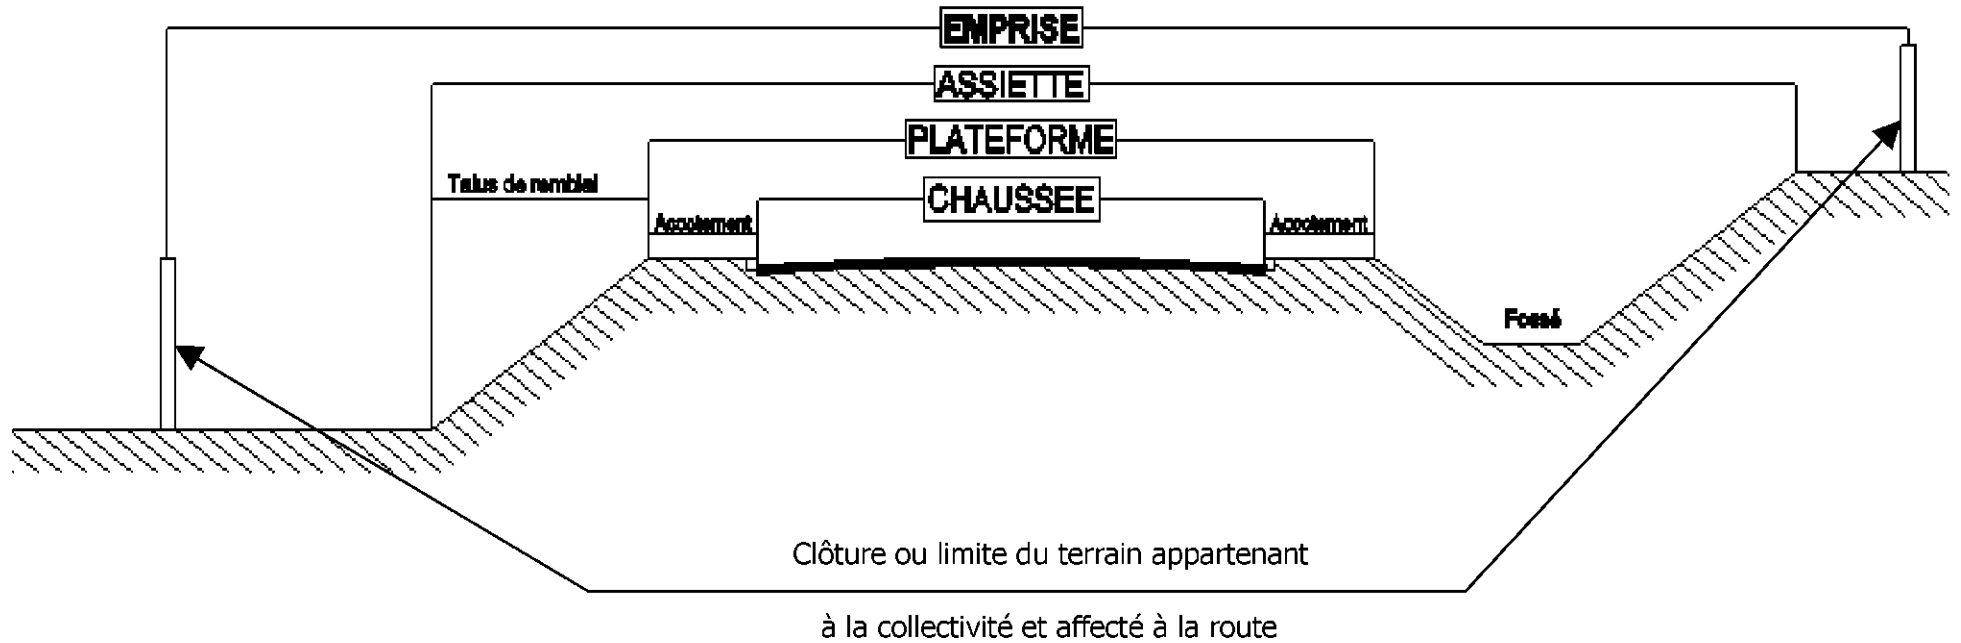 EMPRISE
ASSIETTE
PLATEFORME
Talus de remblai
CHAUSSEE
Accotement
Accotement
Fossé
Clôture ou limite du terrain appartenant
à la collectivité et affecté à la route